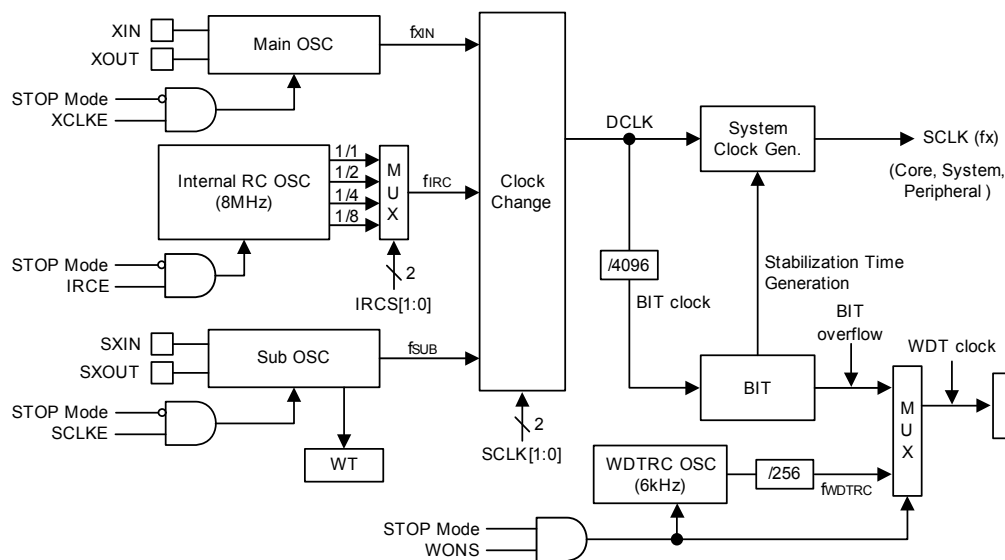 XIN
XOUT
Main OSC
fXIN
STOP Mode
XCLKE
Internal RC OSC
(8MHz)
1/1
1/2
1/4
1/8
MUX
fIRC
STOP Mode
IRCE
2
IRCS[1:0]
SXIN
SXOUT
Sub OSC
fSUB
STOP Mode
SCLKE
WT
Clock
Change
2
SCLK[1:0]
DCLK
System
Clock Gen.
SCLK (fx)
(Core, System,
Peripheral )
/4096
BIT clock
Stabilization Time
Generation
BIT
overflow
BIT
WDT clock
MUX
WDTRC OSC
(6kHz)
/256
fWDTRC
STOP Mode
WONS